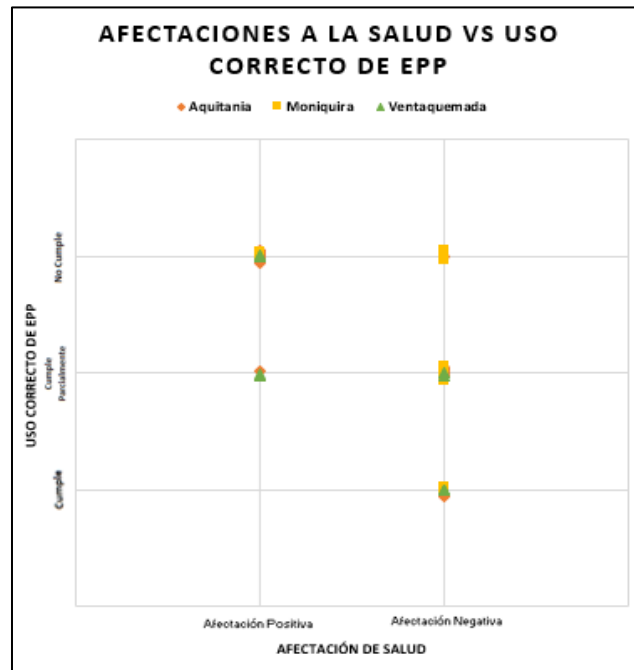 AFECTACIONES A LA SALUD VS USO
CORRECTO DE EPP
Aquitania Moniquira Ventaquemada
USO CORRECTO DE EPP
No Cumple
Cumple
Parcialmente
Cumple
Afectación Positiva Afectación Negativa
AFECTACIÓN DE SALUD